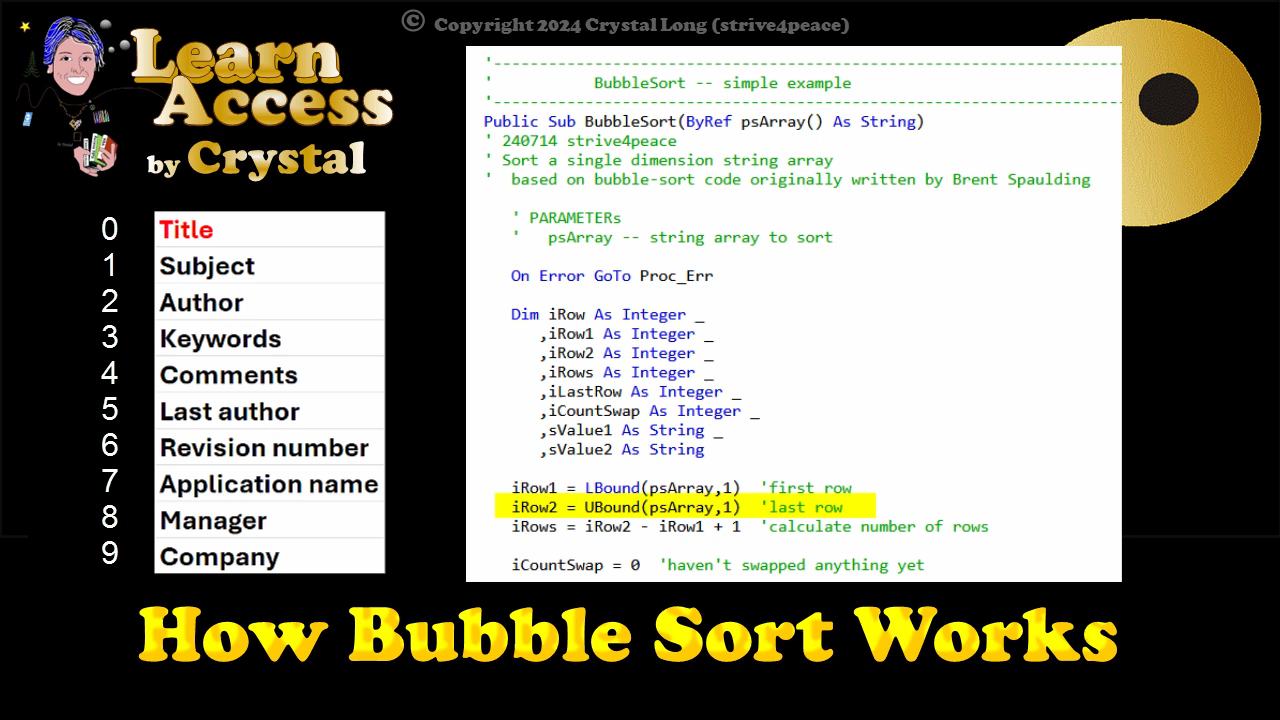 © Copyright 2024 Crystal Long (strive4peace)
Learn
Access
by Crystal
0 Title
1 Subject
2 Author
3 Keywords
4 Comments
5 Last author
6 Revision number
7 Application name
8 Manager
9 Company
'---------------------------------------------------------------------
' BubbleSort -- simple example
'---------------------------------------------------------------------
Public Sub BubbleSort(ByRef psArray() As String)
' 240714 strive4peace
' Sort a single dimension string array
' based on bubble-sort code originally written by Brent Spaulding
' PARAMETERs
' psArray -- string array to sort
On Error GoTo Proc_Err
Dim iRow As Integer _
,iRow1 As Integer _
,iRow2 As Integer _
,iRows As Integer _
,iLastRow As Integer _
,iCountSwap As Integer _
,sValue1 As String _
,sValue2 As String
iRow1 = LBound(psArray,1) 'first row
iRow2 = UBound(psArray,1) 'last row
iRows = iRow2 - iRow1 + 1 'calculate number of rows
iCountSwap = 0 'haven't swapped anything yet
How Bubble Sort Works